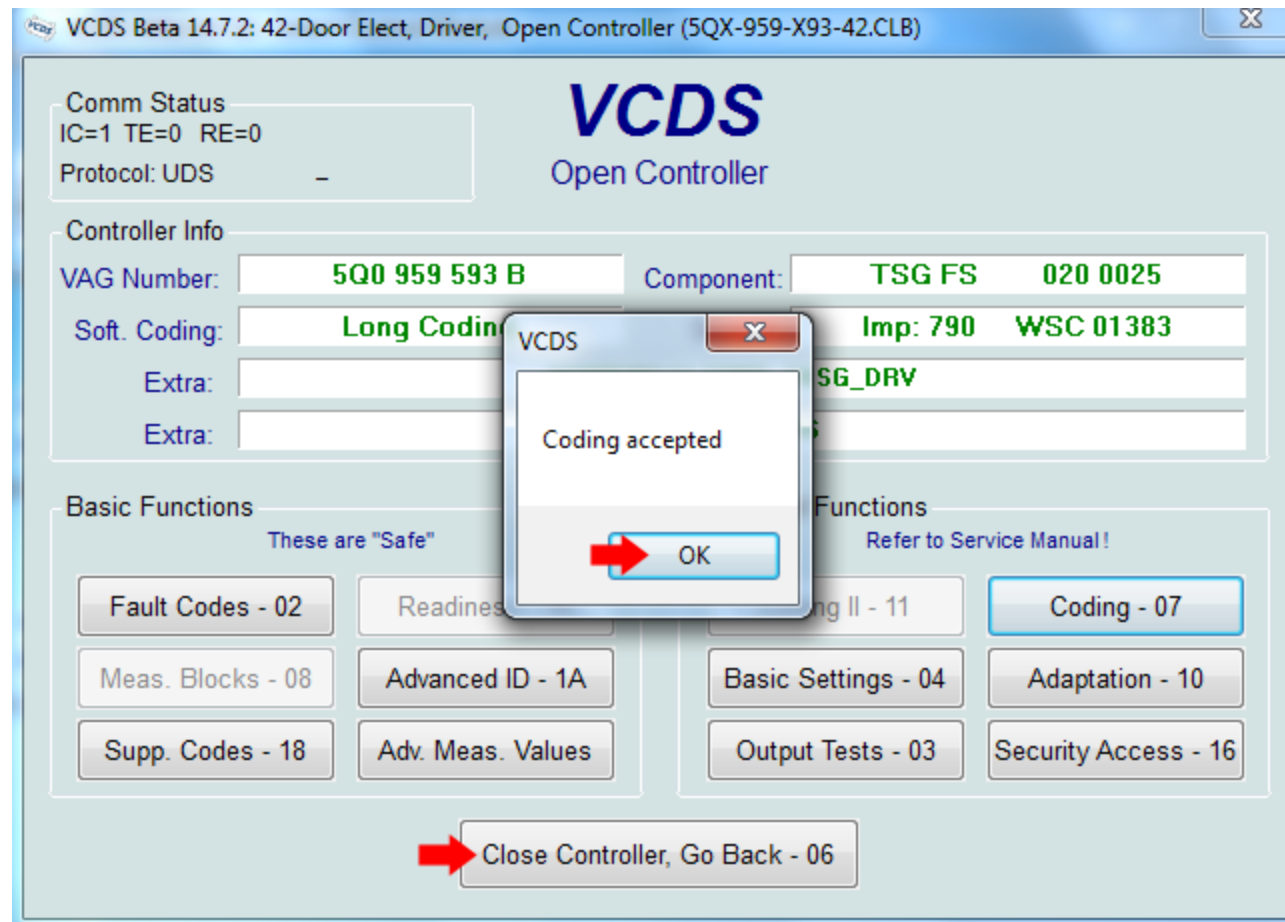 VCDS Beta 14.7.2: 42-Door Elect, Driver, Open Controller (5QX-959-X93-42.CLB)
Comm Status
IC=1 TE=0 RE=0
Protocol: UDS
VCDS
Open Controller
Controller Info
VAG Number: 5Q0 959 593 B Component: TSG FS 020 0025
Soft. Coding: Long Coding Imp: 790 WSC 01383
Extra: SG_DRV
Extra:
VCDS
Coding accepted
OK
Basic Functions Functions
These are "Safe" Refer to Service Manual!
Fault Codes - 02 Coding - 07
II - 11
Meas. Blocks - 08 Advanced ID - 1A Basic Settings - 04 Adaptation - 10
Supp. Codes - 18 Adv. Meas. Values Output Tests - 03 Security Access - 16
Close Controller, Go Back - 06